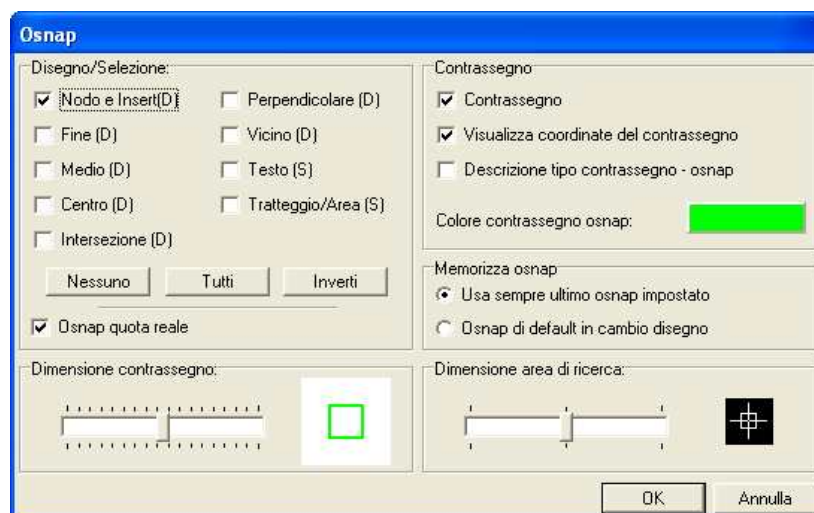 Osnap
Disegno/Selezione:
Nodo e Insert(D)
Perpendicolare (D)
Fine (D)
Vicino (D)
Medio (D)
Testo (S)
Centro (D)
Tratteggio/Area (S)
Intersezione (D)
Nessuno
Tutti
Inverti
Osnap quota reale
Contrassegno
Contrassegno
Visualizza coordinate del contrassegno
Descrizione tipo contrassegno - osnap
Colore contrassegno osnap:
Memorizza osnap
Usa sempre ultimo osnap impostato
Osnap di default in cambio disegno
Dimensione contrassegno:
Dimensione area di ricerca:
OK
Annulla